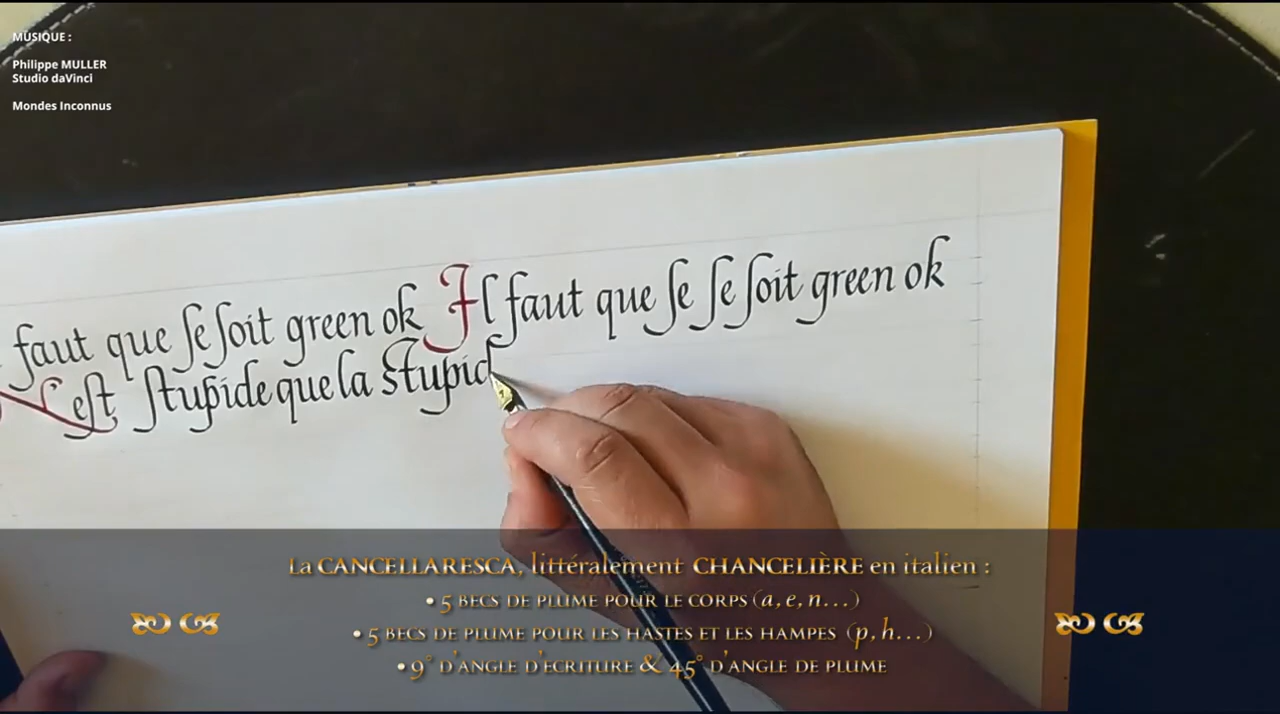 MUSIQUE :
Philippe MULLER
Studio daVinci
Mondes Inconnus
faut que ſe ſoit green ok Il faut que ſe ſe ſoit green ok
eſt ſtupide que la Stupid
La CANCELLARESCA, littéralement CHANCELIÈRE en italien :
• 5 BECS DE PLUME POUR LE CORPS (a, e, n...)
• 5 BECS DE PLUME POUR LES HASTES ET LES HAMPES (p, h...)
• 9° D'ANGLE D'ECRITURE & 45° D'ANGLE DE PLUME